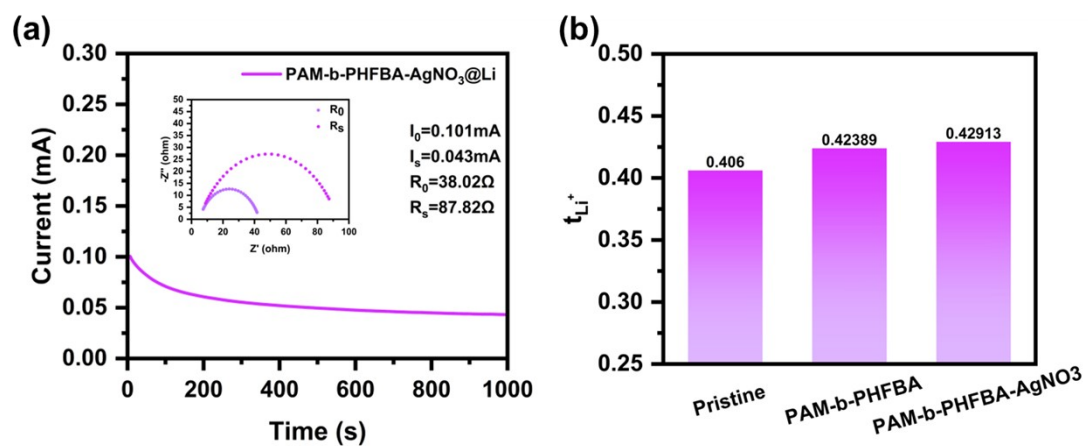 (a)
0.30
0.25
0.20
0.15
0.10
0.05
0.00
Current (mA)
0
200
400
600
800
1000
Time (s)
PAM-b-PHFBA-AgNO₃@Li
50
45
40
35
30
25
20
15
10
5
0
-Z'' (ohm)
0
20
40
60
80
100
Z' (ohm)
R₀
Rₛ
I₀=0.101mA
Iₛ=0.043mA
R₀=38.02Ω
Rₛ=87.82Ω
(b)
0.50
0.45
0.40
0.35
0.30
0.25
t_Li⁺
0.406
0.42389
0.42913
Pristine
PAM-b-PHFBA
PAM-b-PHFBA-AgNO3